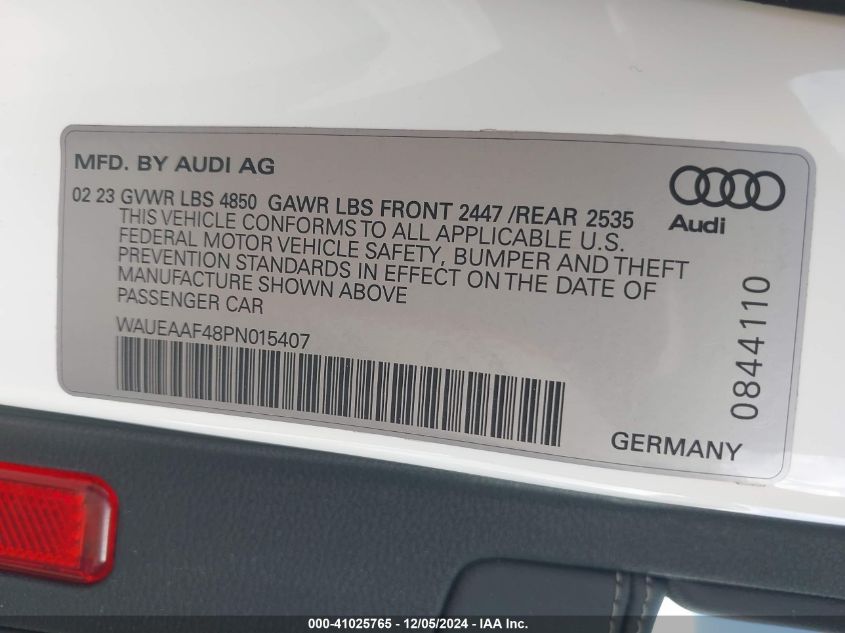 MFD. BY AUDI AG
02 23 GVWR LBS 4850 GAWR LBS FRONT 2447 /REAR 2535
THIS VEHICLE CONFORMS TO ALL APPLICABLE U.S.
FEDERAL MOTOR VEHICLE SAFETY, BUMPER AND THEFT
PREVENTION STANDARDS IN EFFECT ON THE DATE OF
MANUFACTURE SHOWN ABOVE
PASSENGER CAR
WAUEAAF48PN015407
Audi
0844110
GERMANY
000-41025765 - 12/05/2024 - IAA Inc.